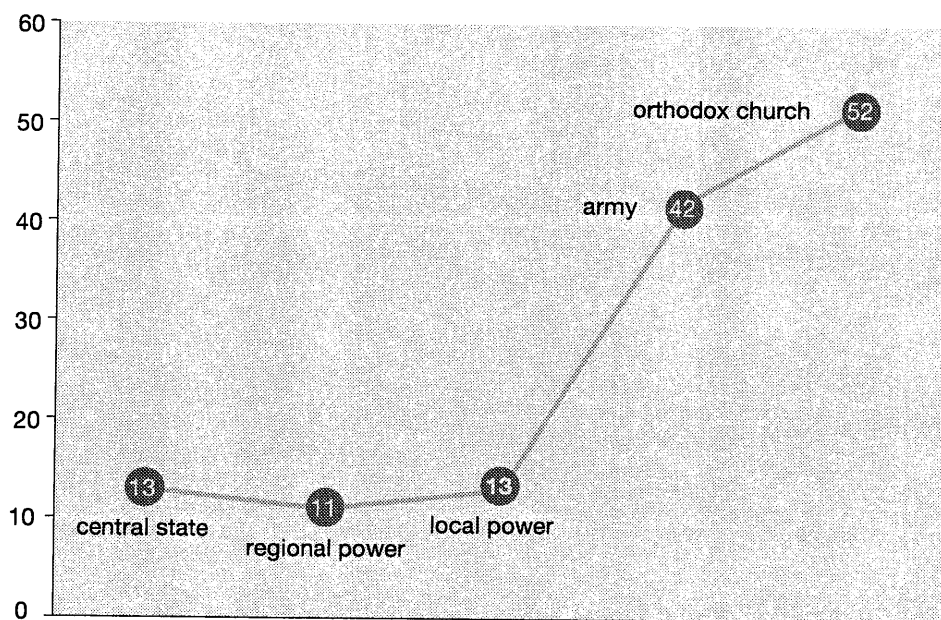 60
50
40
30
20
10
0
orthodox church 52
army 42
13
central state
11
regional power
13
local power